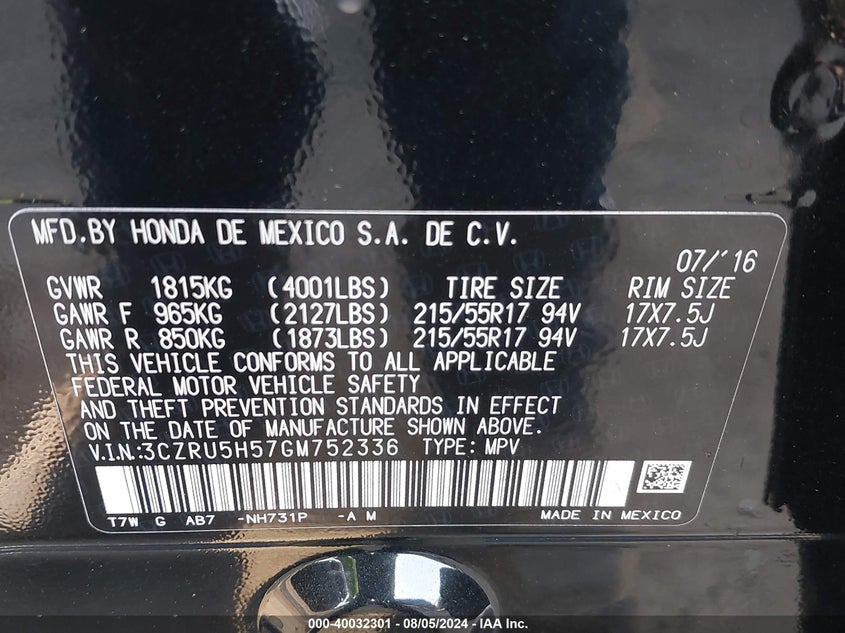 MFD.BY HONDA DE MEXICO S.A. DE C.V.
07/'16
GVWR 1815KG (4001LBS) TIRE SIZE RIM SIZE
GAWR F 965KG (2127LBS) 215/55R17 94V 17X7.5J
GAWR R 850KG (1873LBS) 215/55R17 94V 17X7.5J
THIS VEHICLE CONFORMS TO ALL APPLICABLE
FEDERAL MOTOR VEHICLE SAFETY
AND THEFT PREVENTION STANDARDS IN EFFECT
ON THE DATE OF MANUFACTURE SHOWN ABOVE.
V.I.N.:3CZRU5H57GM752336 TYPE: MPV
T7W G AB7 -NH731P -A M MADE IN MEXICO
000-40032301 - 08/05/2024 - IAA Inc.